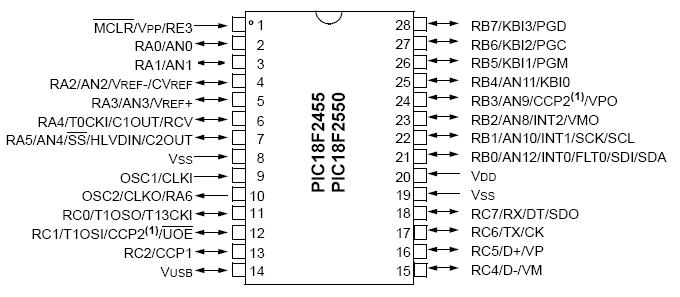 MCLR/VPP/RE3 1 28 RB7/KBI3/PGD
RA0/AN0 2 27 RB6/KBI2/PGC
RA1/AN1 3 26 RB5/KBI1/PGM
RA2/AN2/VREF-/CVREF 4 25 RB4/AN11/KBI0
RA3/AN3/VREF+ 5 24 RB3/AN9/CCP2(1)/VPO
RA4/T0CKI/C1OUT/RCV 6 23 RB2/AN8/INT2/VMO
RA5/AN4/SS/HLVDIN/C2OUT 7 22 RB1/AN10/INT1/SCK/SCL
VSS 8 21 RB0/AN12/INT0/FLT0/SDI/SDA
OSC1/CLKI 9 20 VDD
OSC2/CLKO/RA6 10 19 VSS
RC0/T1OSO/T13CKI 11 18 RC7/RX/DT/SDO
RC1/T1OSI/CCP2(1)/UOE 12 17 RC6/TX/CK
RC2/CCP1 13 16 RC5/D+/VP
VUSB 14 15 RC4/D-/VM
PIC18F2455
PIC18F2550